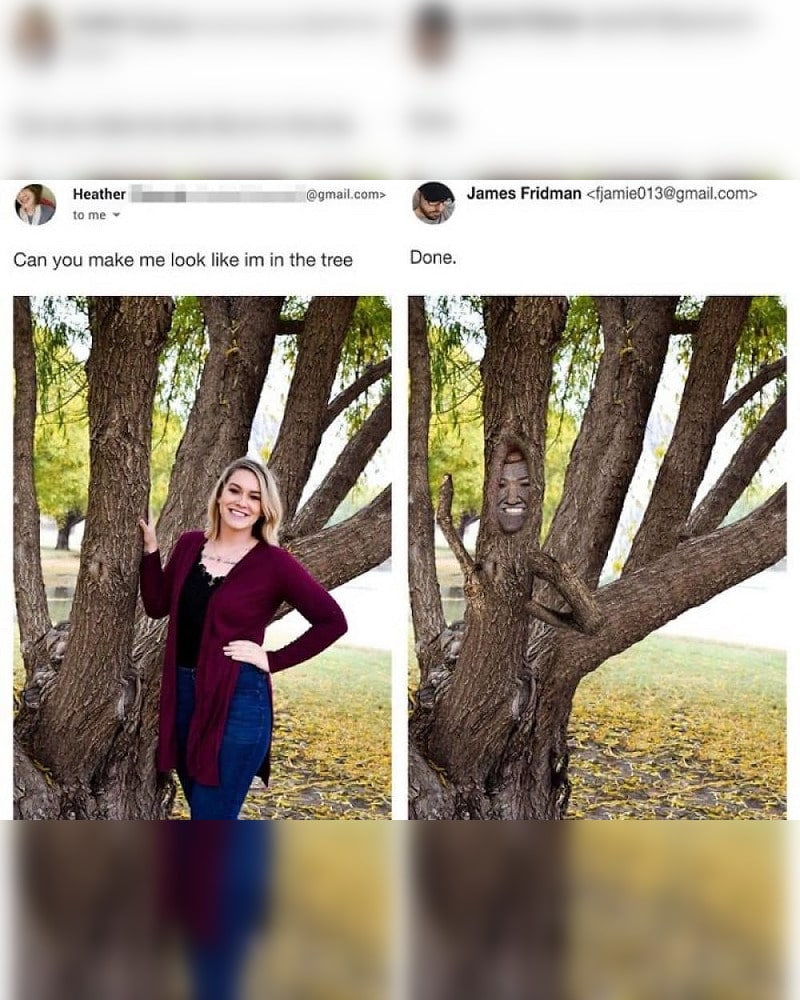 Heather @gmail.com>
to me
Can you make me look like im in the tree
James Fridman <fjamie013@gmail.com>
Done.